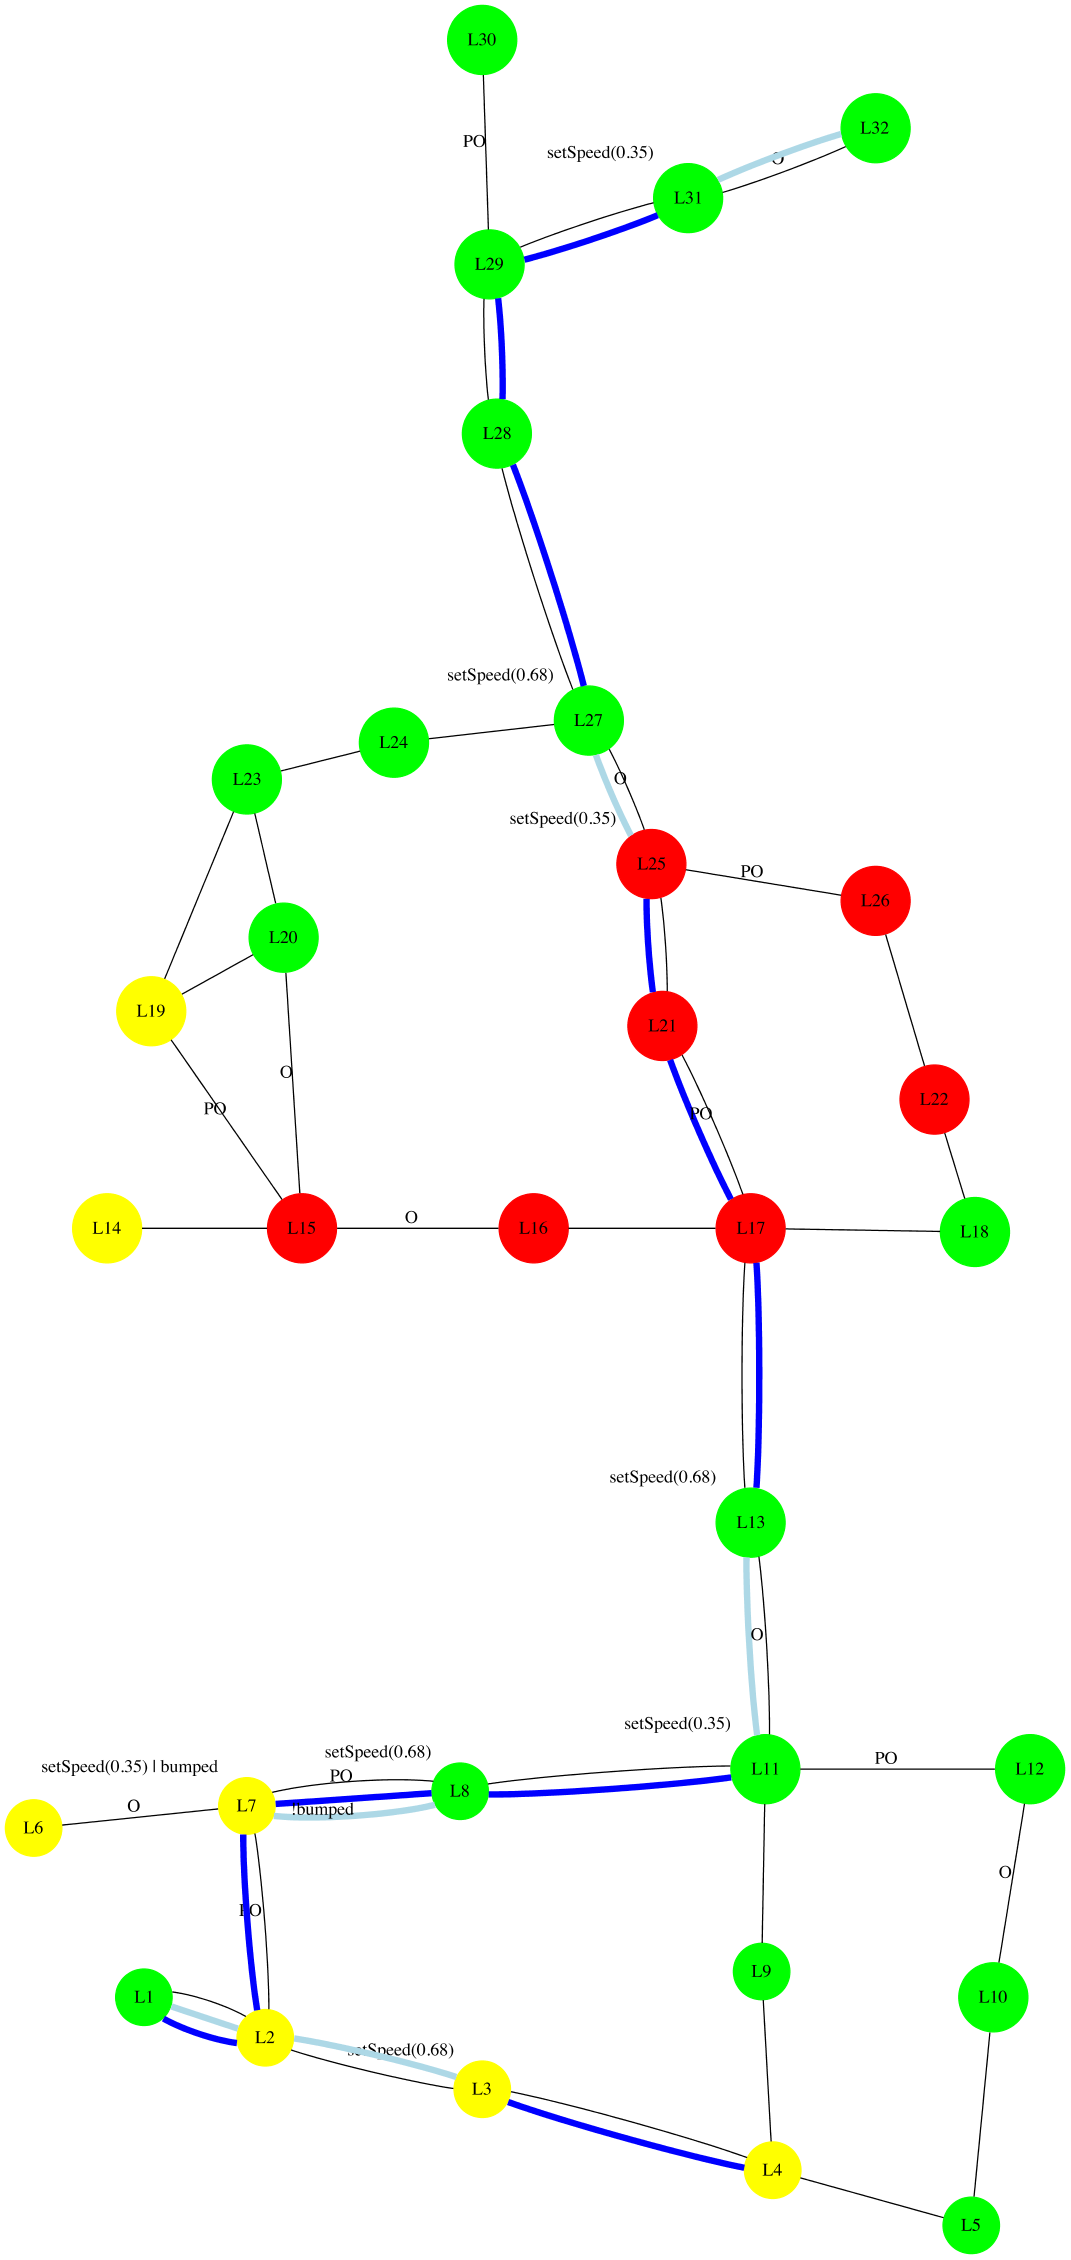 L30
L32
O
PO
setSpeed(0.35)
L31
L29
L28
setSpeed(0.68)
L27
L24
L23
O
setSpeed(0.35)
L25
PO
L26
L20
L19
L21
O
PO
PO
L22
L14
L15
O
L16
L17
L18
setSpeed(0.68)
L13
O
setSpeed(0.35)
setSpeed(0.35) | bumped
setSpeed(0.68)
PO
L11
PO
L12
L6
O
L7
!bumped
L8
O
PO
L1
L9
L10
L2
setSpeed(0.68)
L3
L4
L5